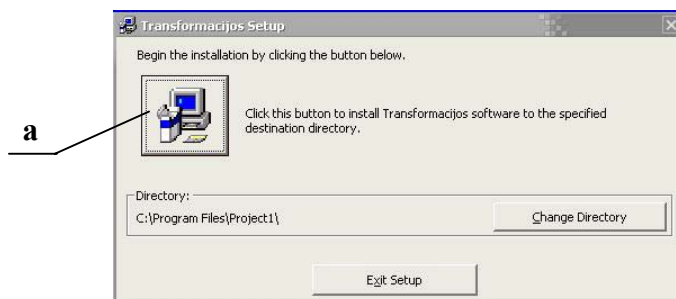 Transformacijos Setup
Begin the installation by clicking the button below.
a
Click this button to install Transformacijos software to the specified
destination directory.
Directory:
C:\Program Files\Project1\
Change Directory
Exit Setup